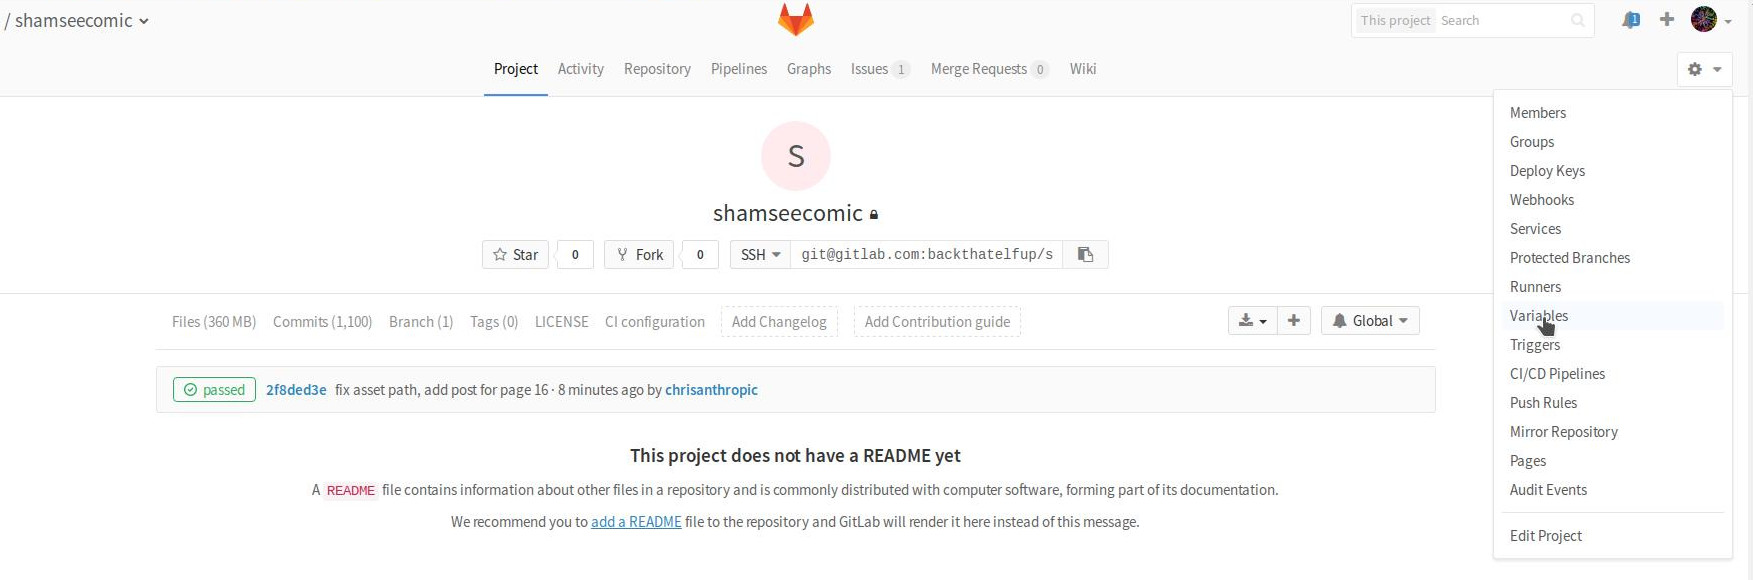 / shamseecomic
This project Search
1
Project Activity Repository Pipelines Graphs Issues 1 Merge Requests 0 Wiki
S
shamseecomic
Star 0 Fork 0 SSH git@gitlab.com:backthatelfup/s
Files (360 MB) Commits (1,100) Branch (1) Tags (0) LICENSE CI configuration Add Changelog Add Contribution guide Global
passed 2f8ded3e fix asset path, add post for page 16 · 8 minutes ago by chrisanthropic
This project does not have a README yet
A README file contains information about other files in a repository and is commonly distributed with computer software, forming part of its documentation.
We recommend you to add a README file to the repository and GitLab will render it here instead of this message.
Members
Groups
Deploy Keys
Webhooks
Services
Protected Branches
Runners
Variables
Triggers
CI/CD Pipelines
Push Rules
Mirror Repository
Pages
Audit Events
Edit Project